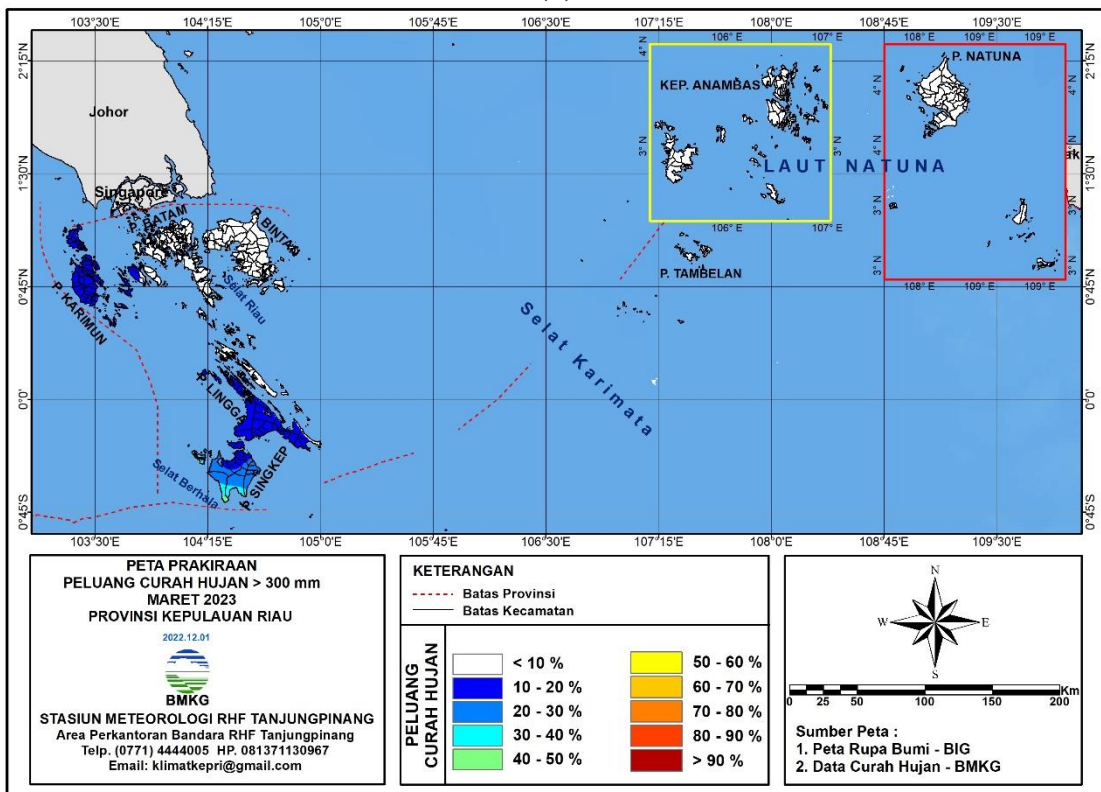 103°30'E 104°15'E 105°0'E 105°45'E 106°30'E 107°15'E 108°0'E 108°45'E 109°30'E
106° E 107° E 108° E 109° E 109° E
4° N
2°15'N
P. NATUNA
2°15'N
KEP. ANAMBAS
4° N
4° N
Johor
4° N
4° N
3° N
3° N
LAUT NATUNA
ak
1°30'N
1°30'N
Singapore
3° N
3° N
P. BATAM
P. BINTAN
106° E 107° E
P. TAMBELAN
3° N
3° N
108° E 109° E 109° E
0°45'N
Selat Riau
0°45'N
P. KARIMUN
Selat Karimata
0°0'
P. LINGGA
0°0'
Selat Berhala
P. SINGKEP
0°45'S
0°45'S
103°30'E 104°15'E 105°0'E 105°45'E 106°30'E 107°15'E 108°0'E 108°45'E 109°30'E
PETA PRAKIRAAN
PELUANG CURAH HUJAN > 300 mm
MARET 2023
PROVINSI KEPULAUAN RIAU
2022.12.01
BMKG
STASIUN METEOROLOGI RHF TANJUNGPINANG
Area Perkantoran Bandara RHF Tanjungpinang
Telp. (0771) 4444005 HP. 081371130967
Email: klimatkepri@gmail.com
KETERANGAN
Batas Provinsi
Batas Kecamatan
PELUANG
CURAH HUJAN
< 10 %
10 - 20 %
20 - 30 %
30 - 40 %
40 - 50 %
50 - 60 %
60 - 70 %
70 - 80 %
80 - 90 %
> 90 %
N
W E
S
Km
0 25 50 100 150 200
Sumber Peta :
1. Peta Rupa Bumi - BIG
2. Data Curah Hujan - BMKG